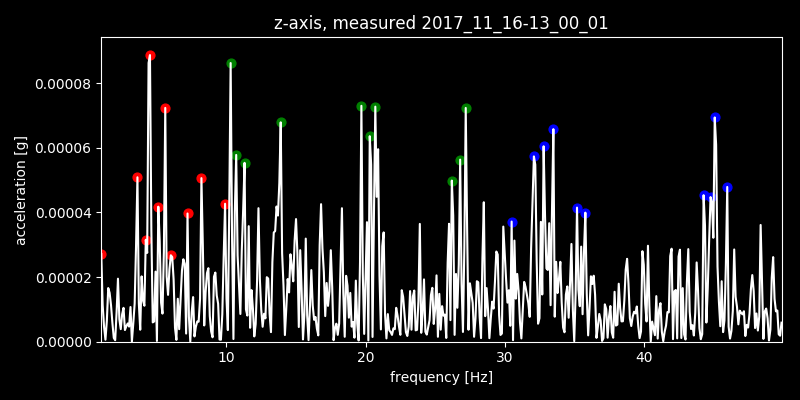 z-axis, measured 2017_11_16-13_00_01
0.00008
0.00006
0.00004
0.00002
0.00000
acceleration [g]
10 20 30 40
frequency [Hz]